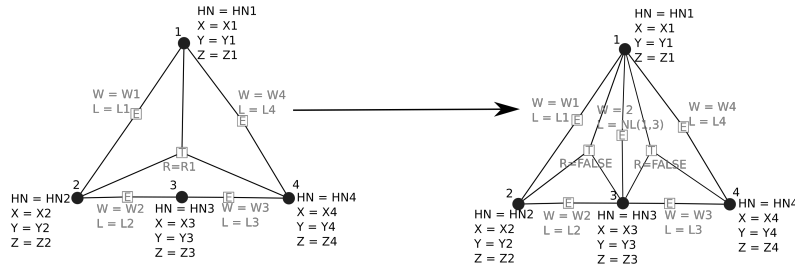 HN = HN1
X = X1
1
Y = Y1
Z = Z1
W = W1
L = L1
E
W = W4
L = L4
E
T
R=R1
2
3
4
E
E
HN = HN2
X = X2
Y = Y2
Z = Z2
W = W2
L = L2
HN = HN3
X = X3
Y = Y3
Z = Z3
W = W3
L = L3
HN = HN4
X = X4
Y = Y4
Z = Z4
HN = HN1
X = X1
1
Y = Y1
Z = Z1
W = W1
L = L1
E
W = 2
L = NL(1,3)
E
W = W4
L = L4
E
T
R=FALSE
T
R=FALSE
2
3
4
E
E
HN = HN2
X = X2
Y = Y2
Z = Z2
W = W2
L = L2
HN = HN3
X = X3
Y = Y3
Z = Z3
W = W3
L = L3
HN = HN4
X = X4
Y = Y4
Z = Z4